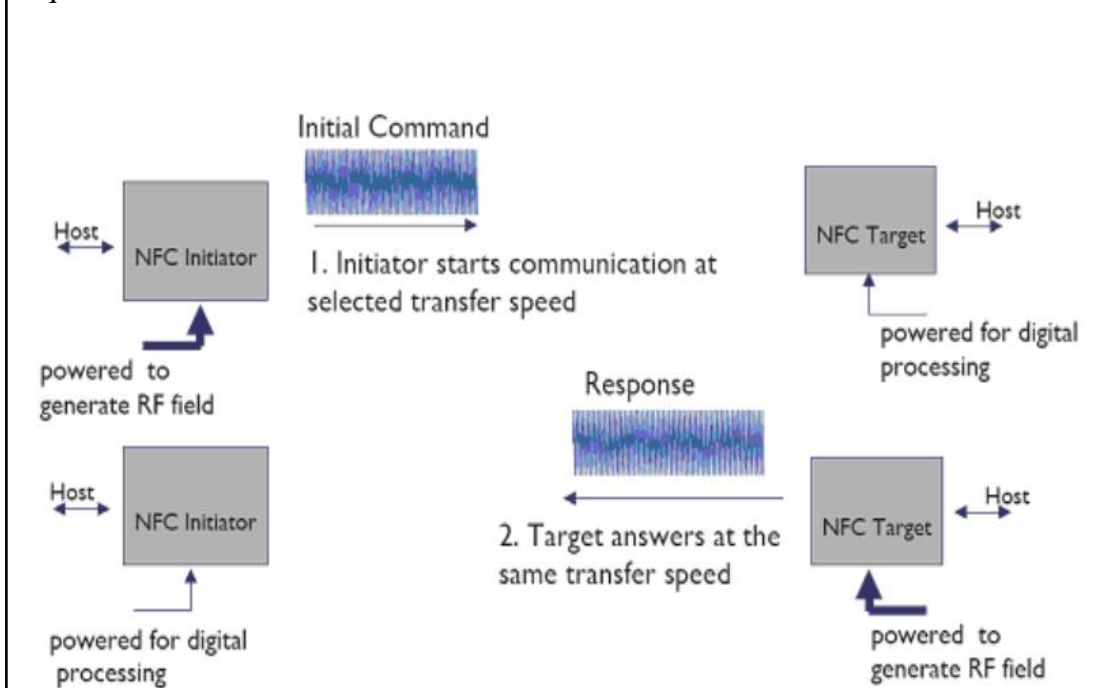 Initial Command
Host
NFC Initiator
1. Initiator starts communication at
selected transfer speed
powered to
generate RF field
NFC Target
Host
powered for digital
processing
Response
Host
NFC Initiator
2. Target answers at the
same transfer speed
powered for digital
processing
NFC Target
Host
powered to
generate RF field